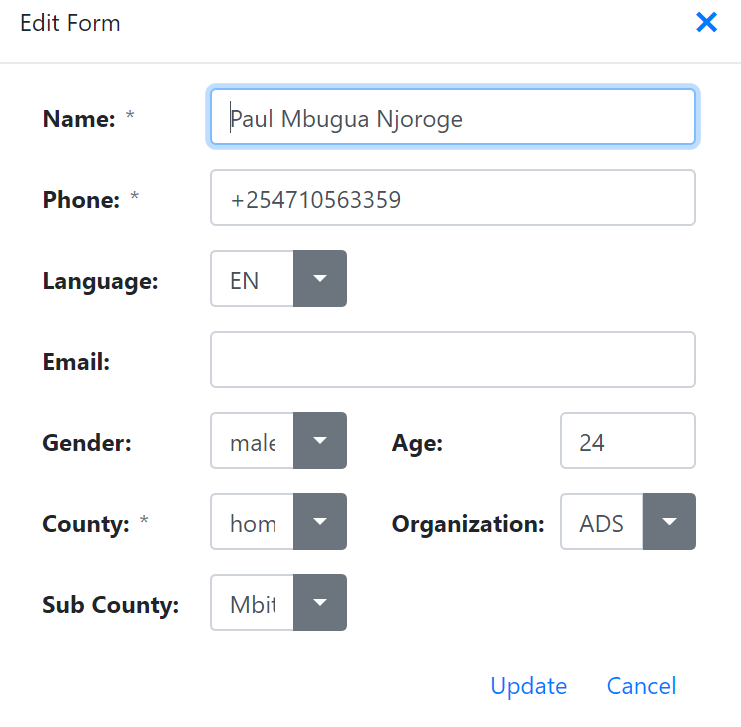 Edit Form
Name: *
Paul Mbugua Njoroge
Phone: *
+254710563359
Language:
EN
Email:
Gender:
male
Age:
24
County: *
hom
Organization:
ADS
Sub County:
Mbit
Update
Cancel